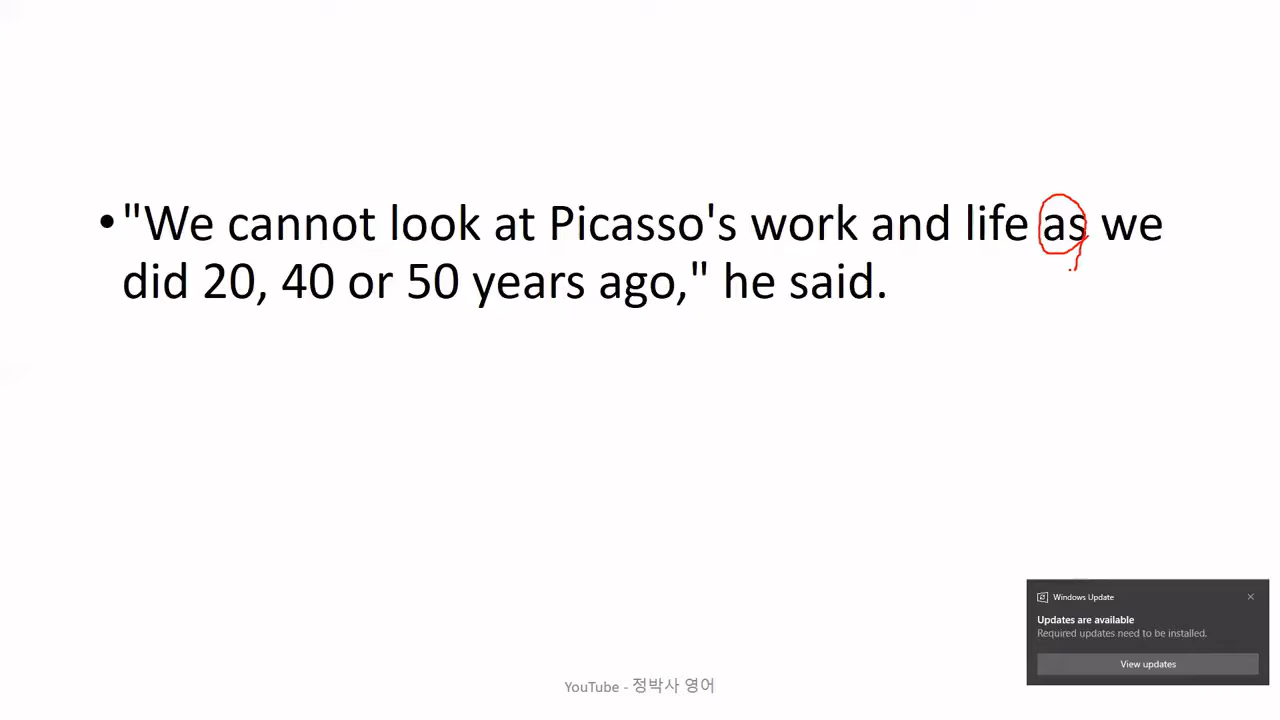 •"We cannot look at Picasso's work and life as we
did 20, 40 or 50 years ago," he said.
Windows Update
Updates are available
Required updates need to be installed.
View updates
YouTube - 정박사 영어